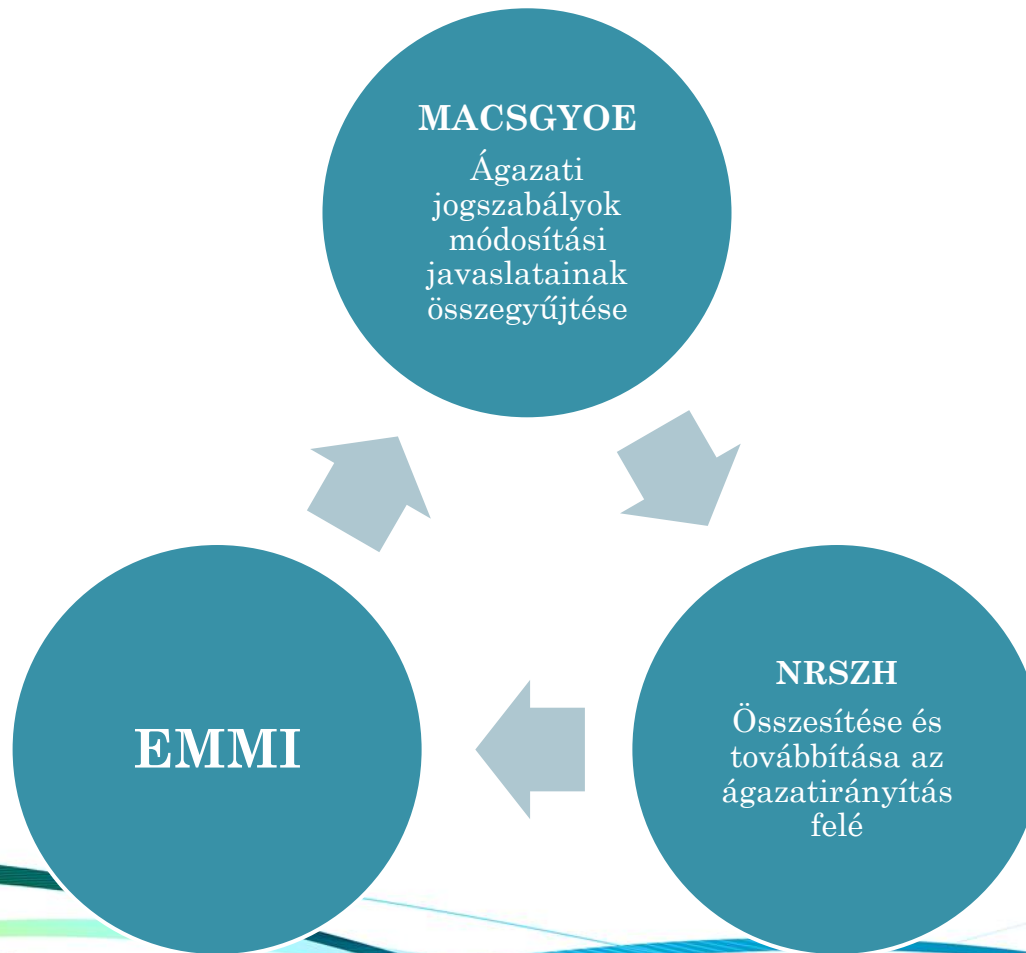 MACSGYOE
Ágazati
jogszabályok
módosítási
javaslatainak
összegyűjtése
NRSZH
Összesítése és
továbbítása az
ágazatirányítás
felé
EMMI